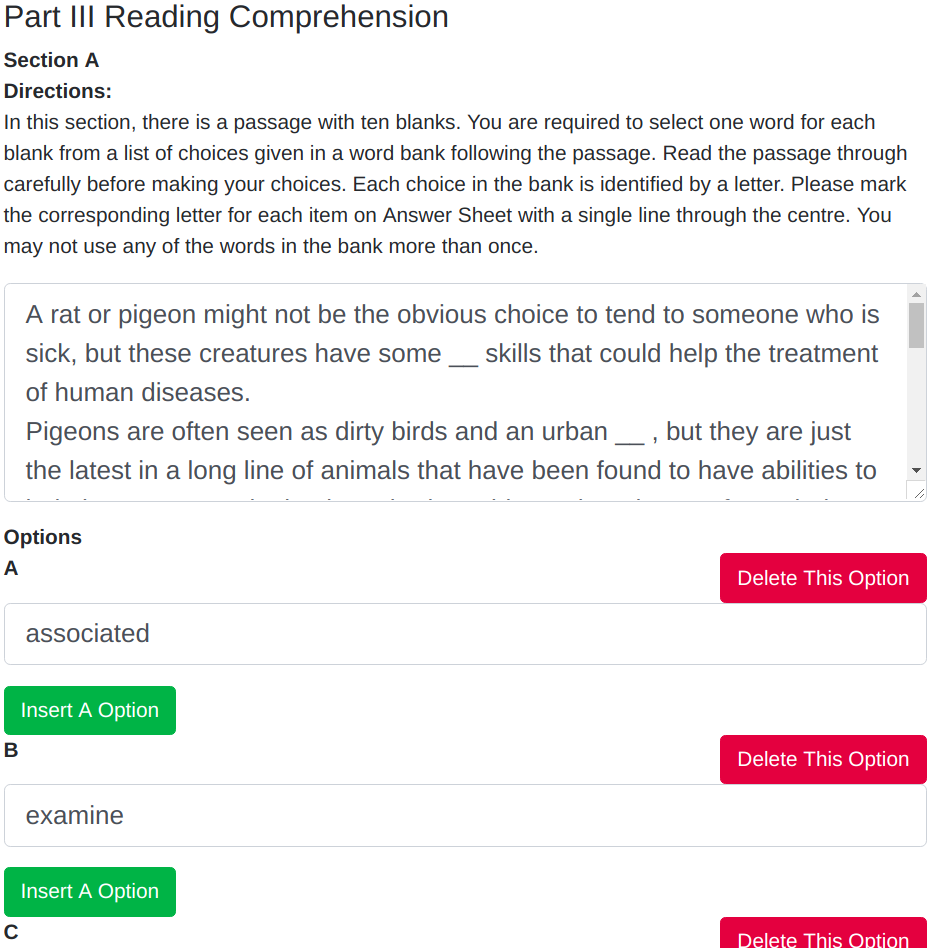 Part III Reading Comprehension
Section A
Directions:
In this section, there is a passage with ten blanks. You are required to select one word for each
blank from a list of choices given in a word bank following the passage. Read the passage through
carefully before making your choices. Each choice in the bank is identified by a letter. Please mark
the corresponding letter for each item on Answer Sheet with a single line through the centre. You
may not use any of the words in the bank more than once.
A rat or pigeon might not be the obvious choice to tend to someone who is
sick, but these creatures have some __ skills that could help the treatment
of human diseases.
Pigeons are often seen as dirty birds and an urban __ , but they are just
the latest in a long line of animals that have been found to have abilities to
Options
A
Delete This Option
associated
Insert A Option
B
Delete This Option
examine
Insert A Option
C
Delete This Option